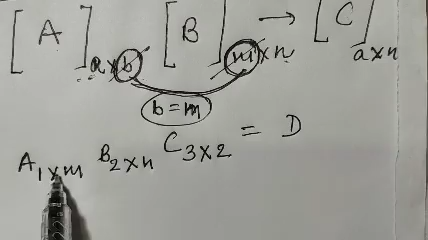 [A]a×b [B]m×n → [C]a×n
b=m
A1×m B2×n C3×2 = D